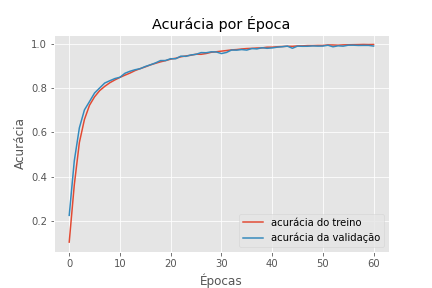 Acurácia por Época
1.0
0.8
0.6
0.4
0.2
Acurácia
acurácia do treino
acurácia da validação
0 10 20 30 40 50 60
Épocas